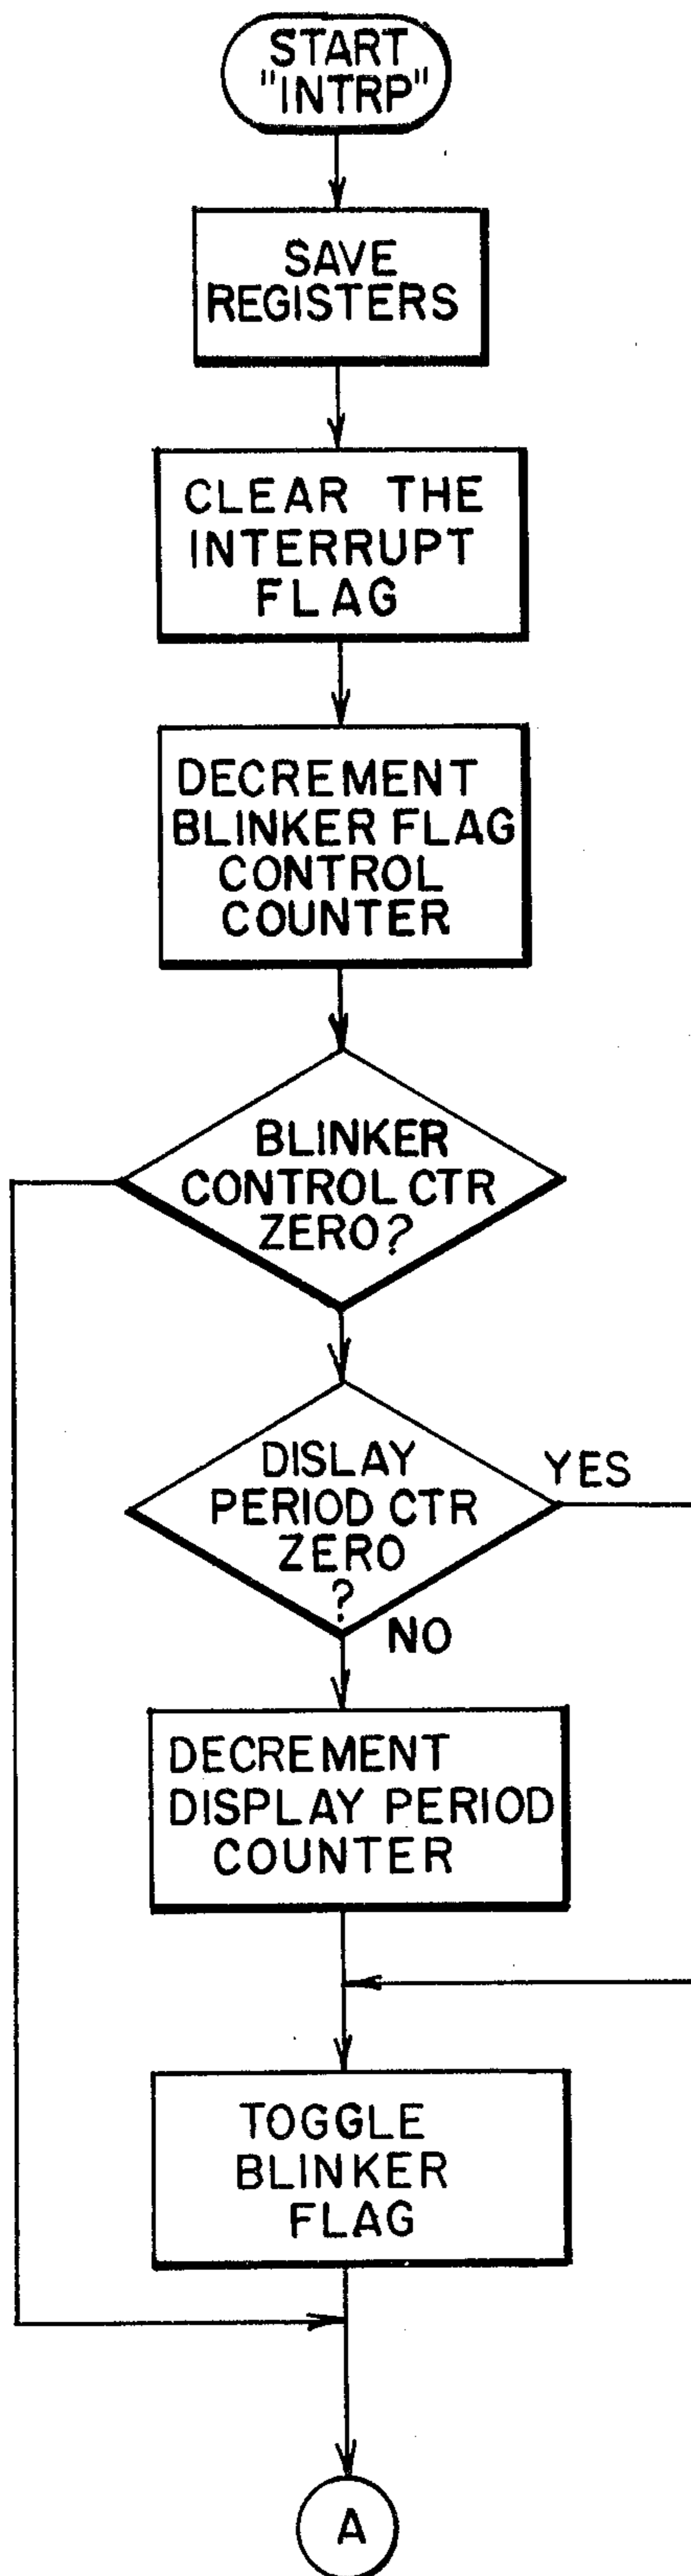 START
"INTRP"
SAVE
REGISTERS
CLEAR THE
INTERRUPT
FLAG
DECREMENT
BLINKER FLAG
CONTROL
COUNTER
BLINKER
CONTROL CTR
ZERO?
DISLAY
PERIOD CTR
ZERO
?
YES
NO
DECREMENT
DISPLAY PERIOD
COUNTER
TOGGLE
BLINKER
FLAG
A